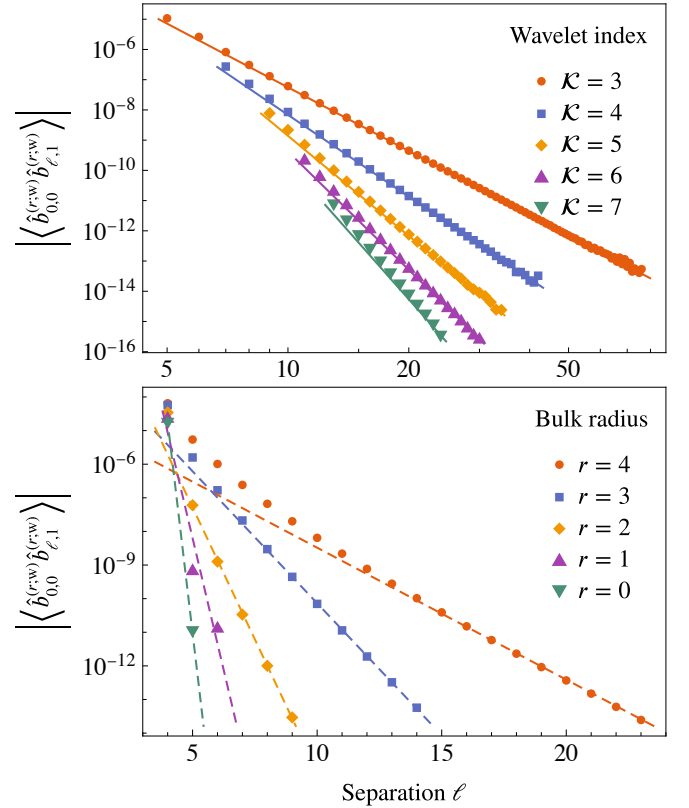 Wavelet index
𝒦 = 3
𝒦 = 4
𝒦 = 5
𝒦 = 6
𝒦 = 7
10⁻⁶
10⁻⁸
10⁻¹⁰
10⁻¹²
10⁻¹⁴
10⁻¹⁶
|⟨b̂₀,₀^(r;w) b̂_ℓ,₁^(r;w)⟩|
5 10 20 50
Bulk radius
r = 4
r = 3
r = 2
r = 1
r = 0
10⁻⁶
10⁻⁹
10⁻¹²
|⟨b̂₀,₀^(r;w) b̂_ℓ,₁^(r;w)⟩|
5 10 15 20
Separation ℓ